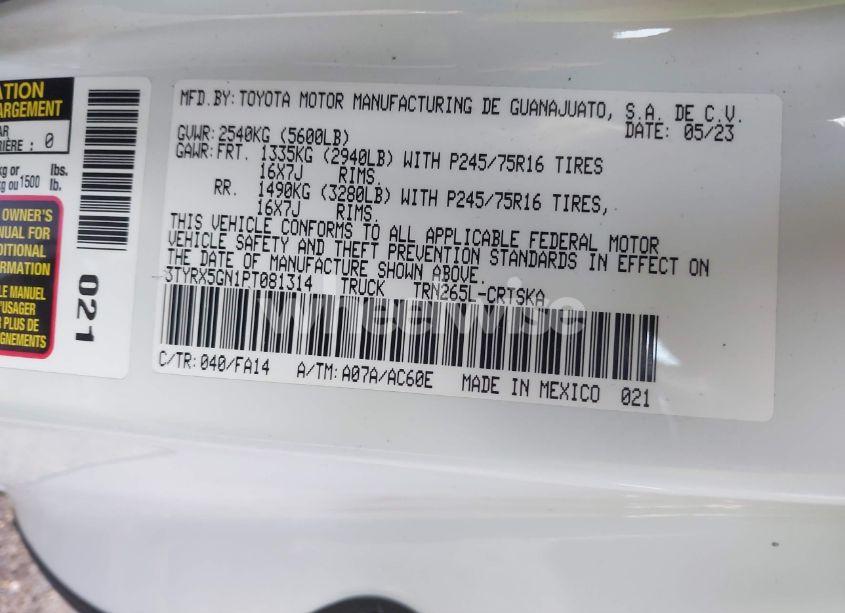 ATION
ARGEMENT
AR
RIÈRE : 0
kg or lbs.
kg ou 1500 lb.
OWNER'S
NUAL FOR
DITIONAL
ORMATION
LE MANUEL
'USAGER
R PLUS DE
IGNEMENTS
021
MFD.BY: TOYOTA MOTOR MANUFACTURING DE GUANAJUATO, S.A. DE C.V.
DATE: 05/23
GVWR: 2540KG (5600LB)
GAWR: FRT. 1335KG (2940LB) WITH P245/75R16 TIRES
16X7J RIMS.
RR. 1490KG (3280LB) WITH P245/75R16 TIRES,
16X7J RIMS.
THIS VEHICLE CONFORMS TO ALL APPLICABLE FEDERAL MOTOR
VEHICLE SAFETY AND THEFT PREVENTION STANDARDS IN EFFECT ON
THE DATE OF MANUFACTURE SHOWN ABOVE.
3TYRX5GN1PT081314 TRUCK TRN265L-CRTSKA
wheelwise
C/TR: 040/FA14 A/TM: A07A/AC60E MADE IN MEXICO 021